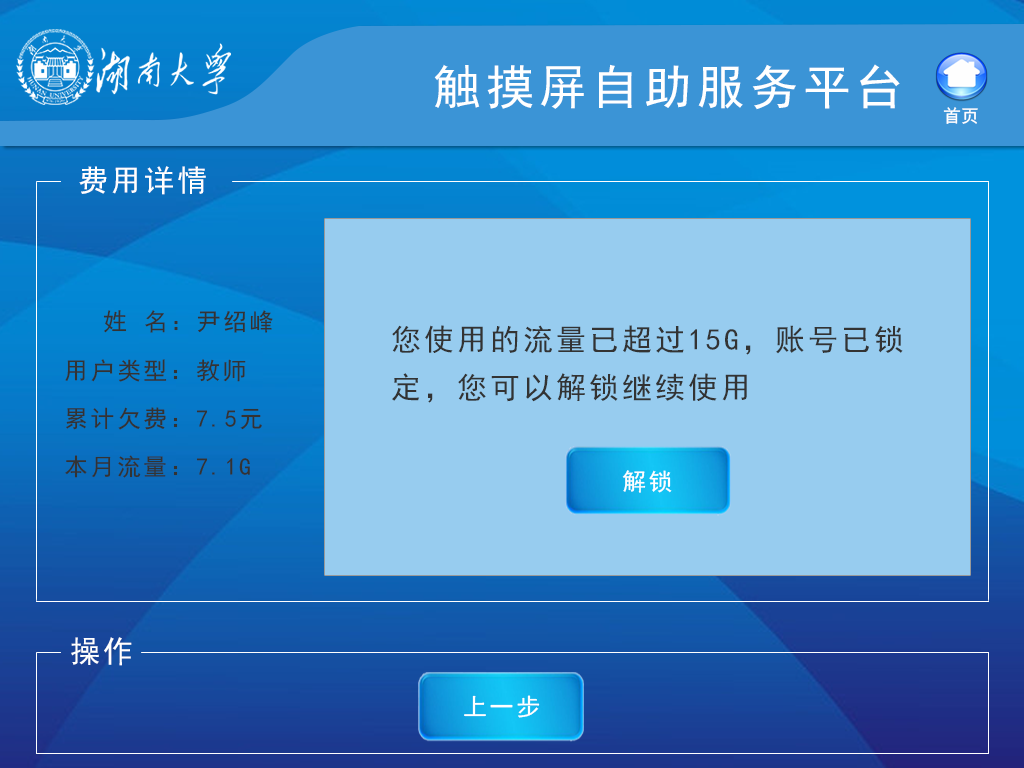 湖南大学
HUNAN UNIVERSITY
触摸屏自助服务平台
首页
费用详情
姓 名：尹绍峰
用户类型：教师
累计欠费：7.5元
本月流量：7.1G
您使用的流量已超过15G，账号已锁
定，您可以解锁继续使用
解锁
操作
上一步